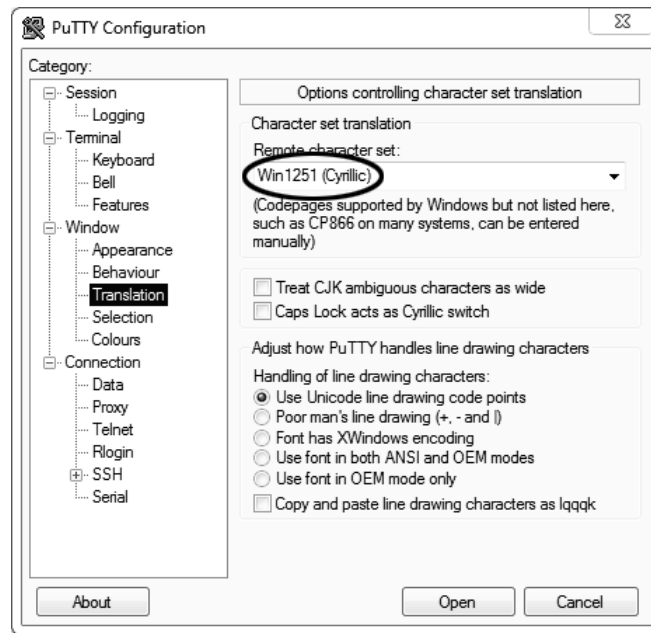 PuTTY Configuration
Category:
Session
Logging
Terminal
Keyboard
Bell
Features
Window
Appearance
Behaviour
Translation
Selection
Colours
Connection
Data
Proxy
Telnet
Rlogin
SSH
Serial
Options controlling character set translation
Character set translation
Remote character set:
Win1251 (Cyrillic)
(Codepages supported by Windows but not listed here,
such as CP866 on many systems, can be entered
manually)
Treat CJK ambiguous characters as wide
Caps Lock acts as Cyrillic switch
Adjust how PuTTY handles line drawing characters
Handling of line drawing characters:
Use Unicode line drawing code points
Poor man's line drawing (+, - and |)
Font has XWindows encoding
Use font in both ANSI and OEM modes
Use font in OEM mode only
Copy and paste line drawing characters as lqqqk
About
Open
Cancel